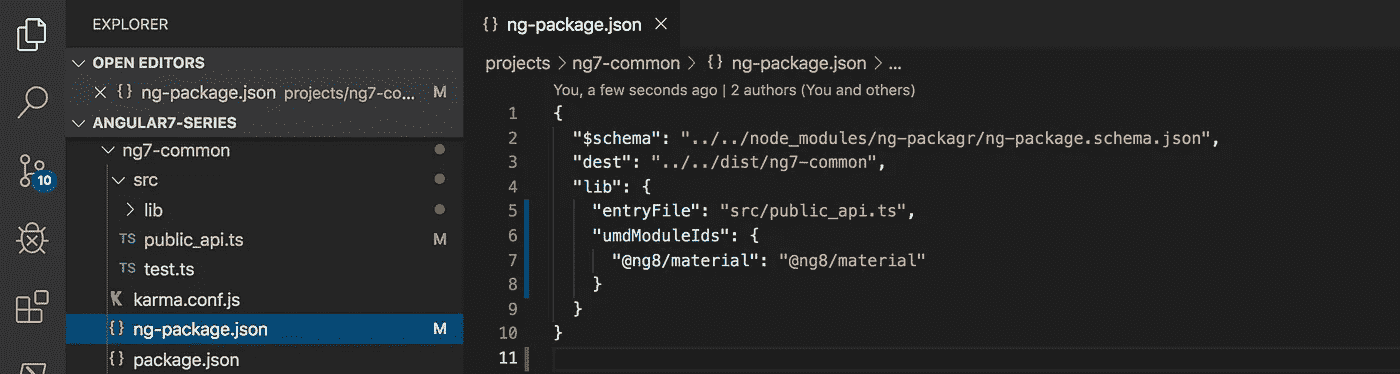 EXPLORER
OPEN EDITORS
ng-package.json projects/ng7-co... M
ANGULAR7-SERIES
ng7-common
10
src
lib
TS public_api.ts M
TS test.ts
K karma.conf.js
{} ng-package.json M
{} package.json
{} ng-package.json
projects > ng7-common > {} ng-package.json > ...
You, a few seconds ago | 2 authors (You and others)
1 {
2 "$schema": "../../node_modules/ng-packagr/ng-package.schema.json",
3 "dest": "../../dist/ng7-common",
4 "lib": {
5 "entryFile": "src/public_api.ts",
6 "umdModuleIds": {
7 "@ng8/material": "@ng8/material"
8 }
9 }
10 }
11